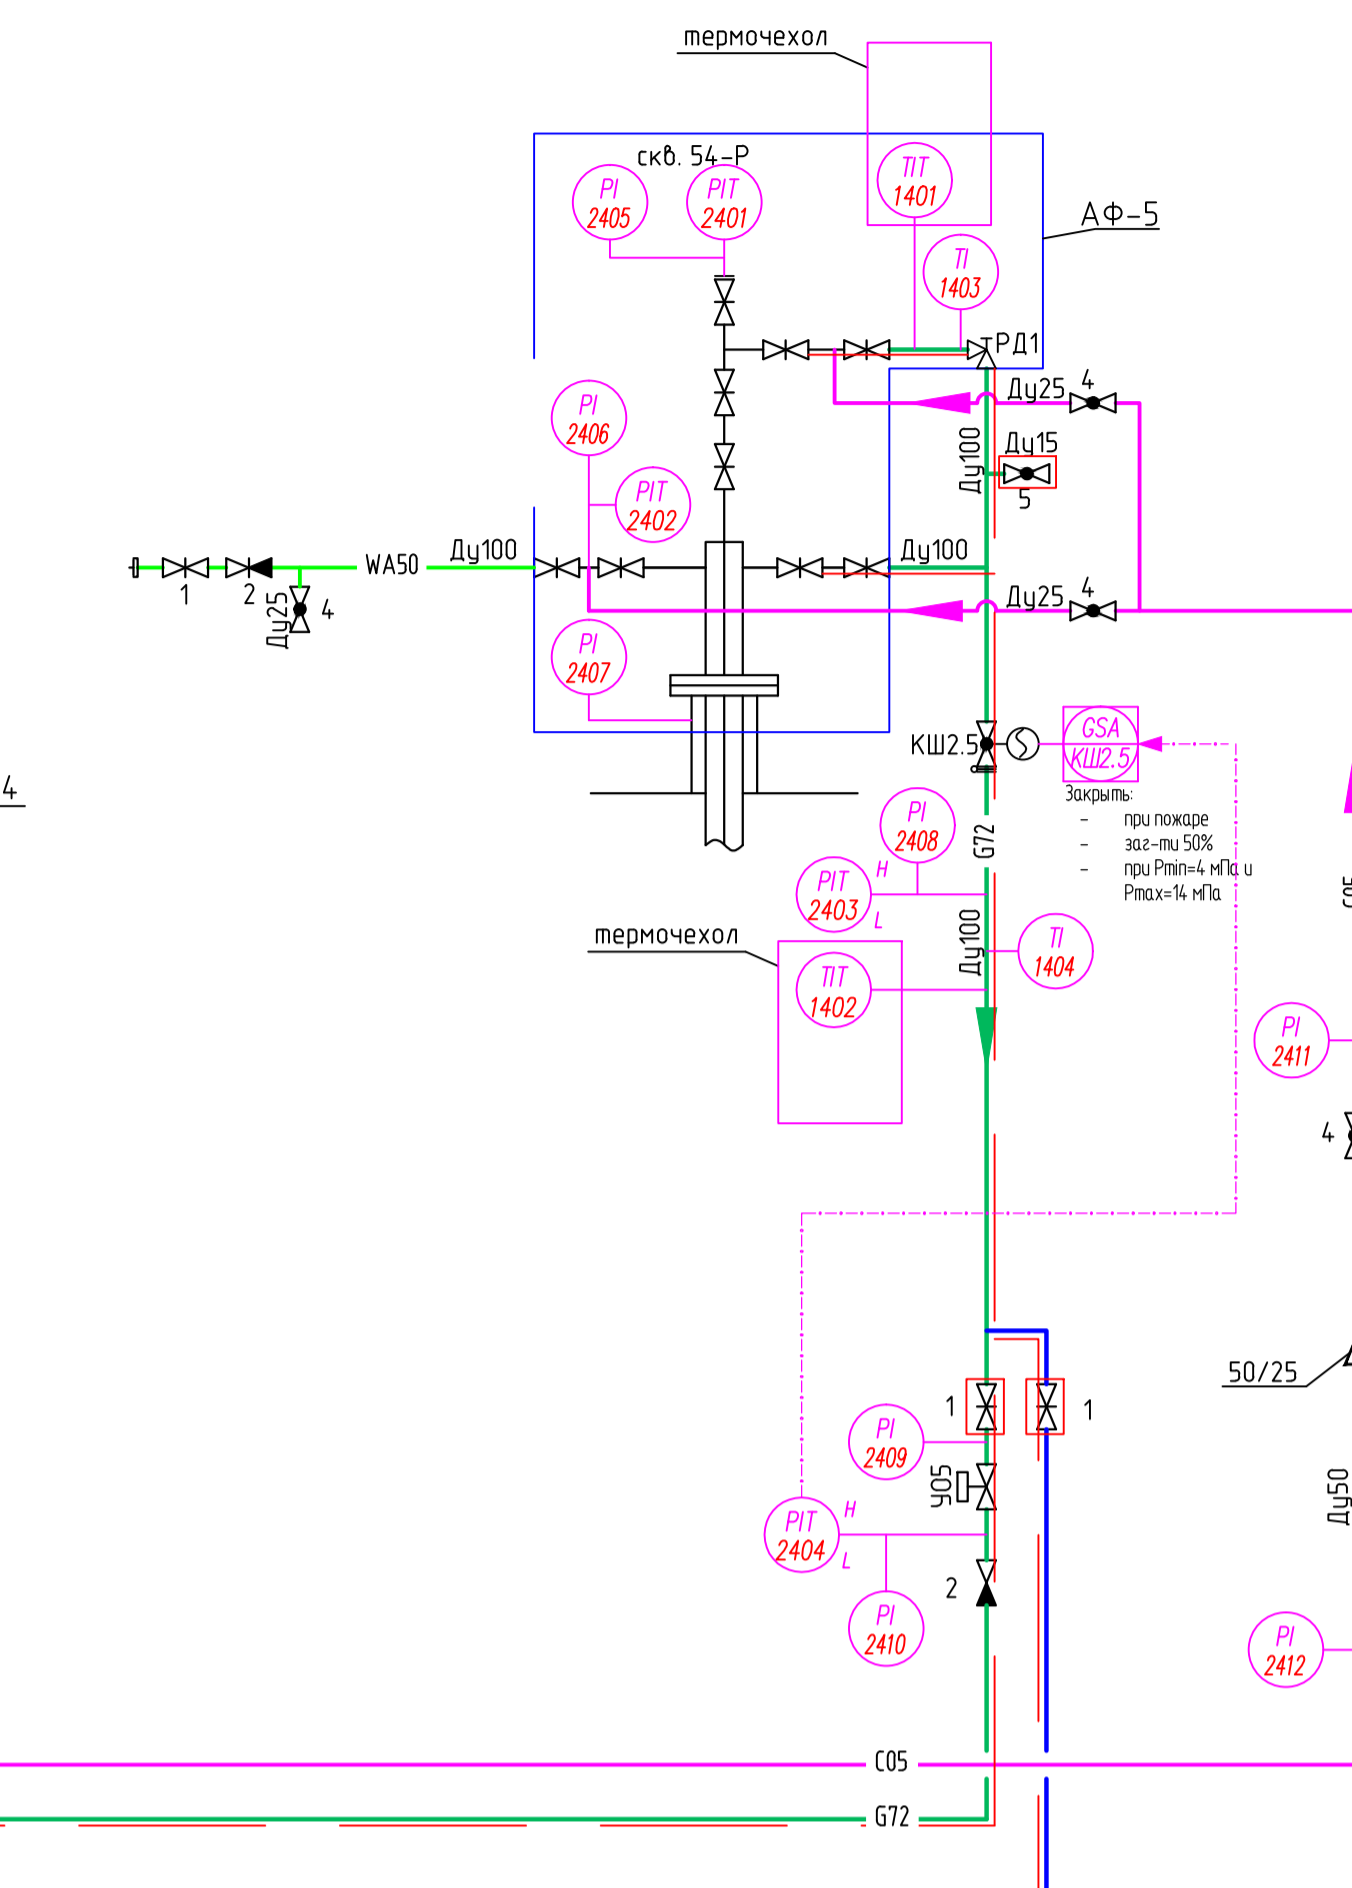 термочехол
скв. 54-Р
PI
2405
PIT
2401
TIT
1401
АФ-5
TI
1403
РД1
Ду25
4
PI
2406
Ду100
Ду15
5
PIT
2402
WA50
Ду100
Ду100
1
2
Ду25
4
Ду25
4
PI
2407
КШ2.5
GSA
КШ2.5
4
Закрыть:
- при пожаре
- заг-ти 50%
- при Pmin=4 мПа и
Pmax=14 мПа
PI
2408
G72
PIT
2403
H
L
C05
термочехол
Ду100
TI
1404
TIT
1402
PI
2411
4
50/25
1
1
PI
2409
У05
Ду50
PIT
2404
H
L
2
PI
2410
PI
2412
C05
G72